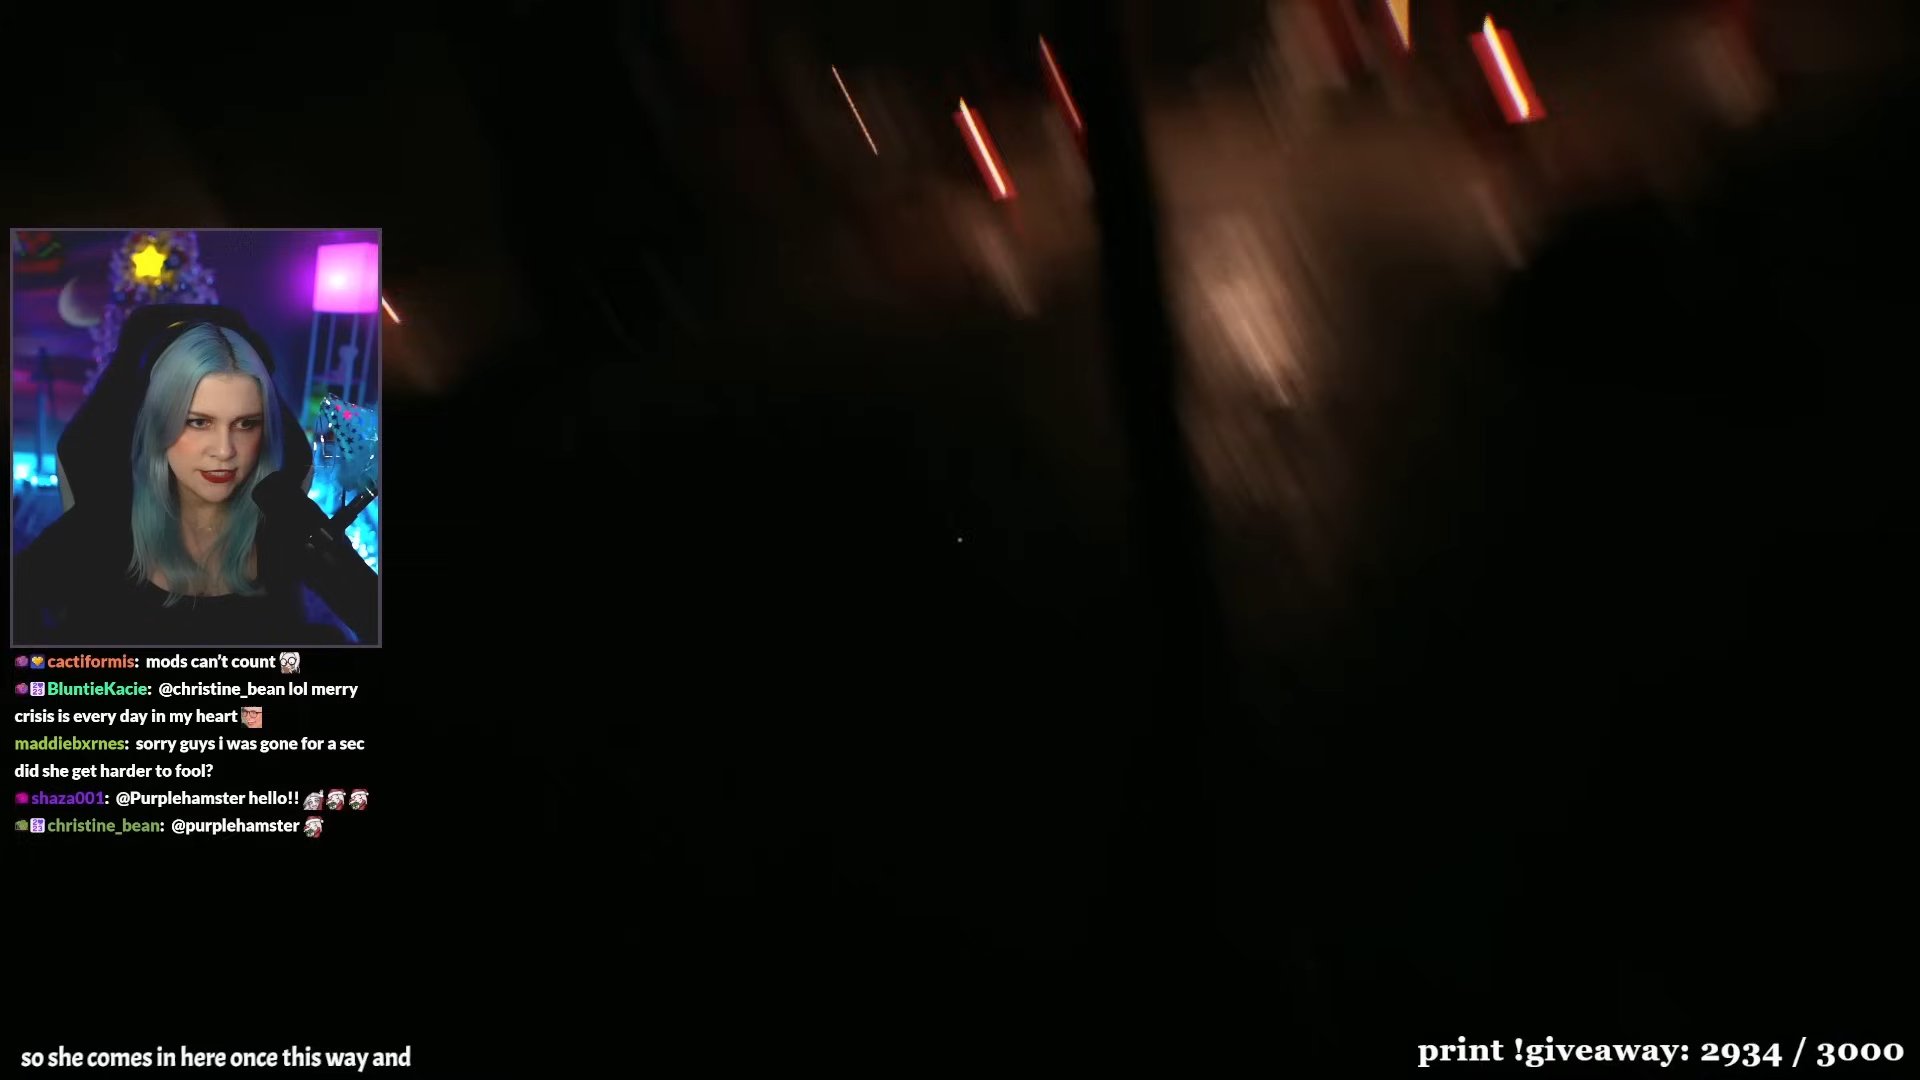 cactiformis: mods can't count
BluntieKacie: @christine_bean lol merry
crisis is every day in my heart
maddiebxrnes: sorry guys i was gone for a sec
did she get harder to fool?
shaza001: @Purplehamster hello!!
christine_bean: @purplehamster
so she comes in here once this way and
print !giveaway: 2934 / 3000